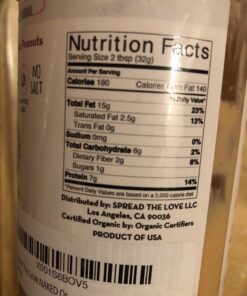 Peanuts
NO
SALT
Nutrition Facts
Serving Size 2 tbsp (32g)
Amount Per Serving
Calories 180 Calories From Fat 140
% Daily Value*
Total Fat 15g 23%
Saturated Fat 2.5g 13%
Trans Fat 0g
Sodium 0mg 0%
Total Carbohydrate 6g 2%
Dietary Fiber 2g 8%
Sugars 1g
Protein 7g 14%
*Percent Daily Values are based on a 2,000 calorie diet.
Distributed by: SPREAD THE LOVE LLC
Los Angeles, CA 90036
Certified Organic by: Organic Certifiers
PRODUCT OF USA
X001S6BOV5
NAKED